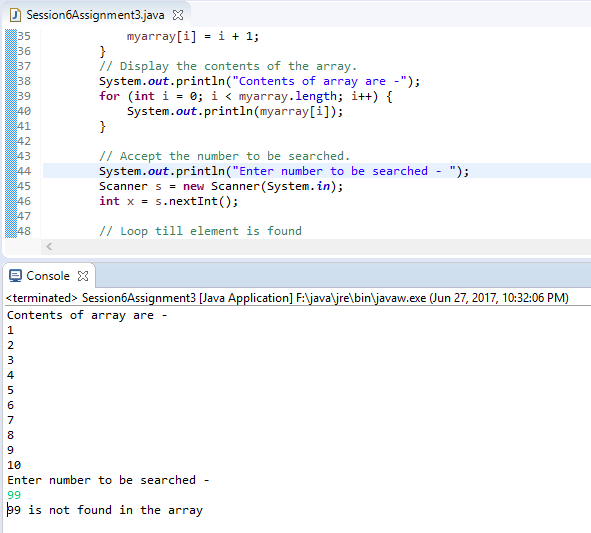 Session6Assignment3.java
35 myarray[i] = i + 1;
36 }
37 // Display the contents of the array.
38 System.out.println("Contents of array are -");
39 for (int i = 0; i < myarray.length; i++) {
40 System.out.println(myarray[i]);
41 }
42
43 // Accept the number to be searched.
44 System.out.println("Enter number to be searched - ");
45 Scanner s = new Scanner(System.in);
46 int x = s.nextInt();
47
48 // Loop till element is found
Console
<terminated> Session6Assignment3 [Java Application] F:\java\jre\bin\javaw.exe (Jun 27, 2017, 10:32:06 PM)
Contents of array are -
1
2
3
4
5
6
7
8
9
10
Enter number to be searched -
99
99 is not found in the array